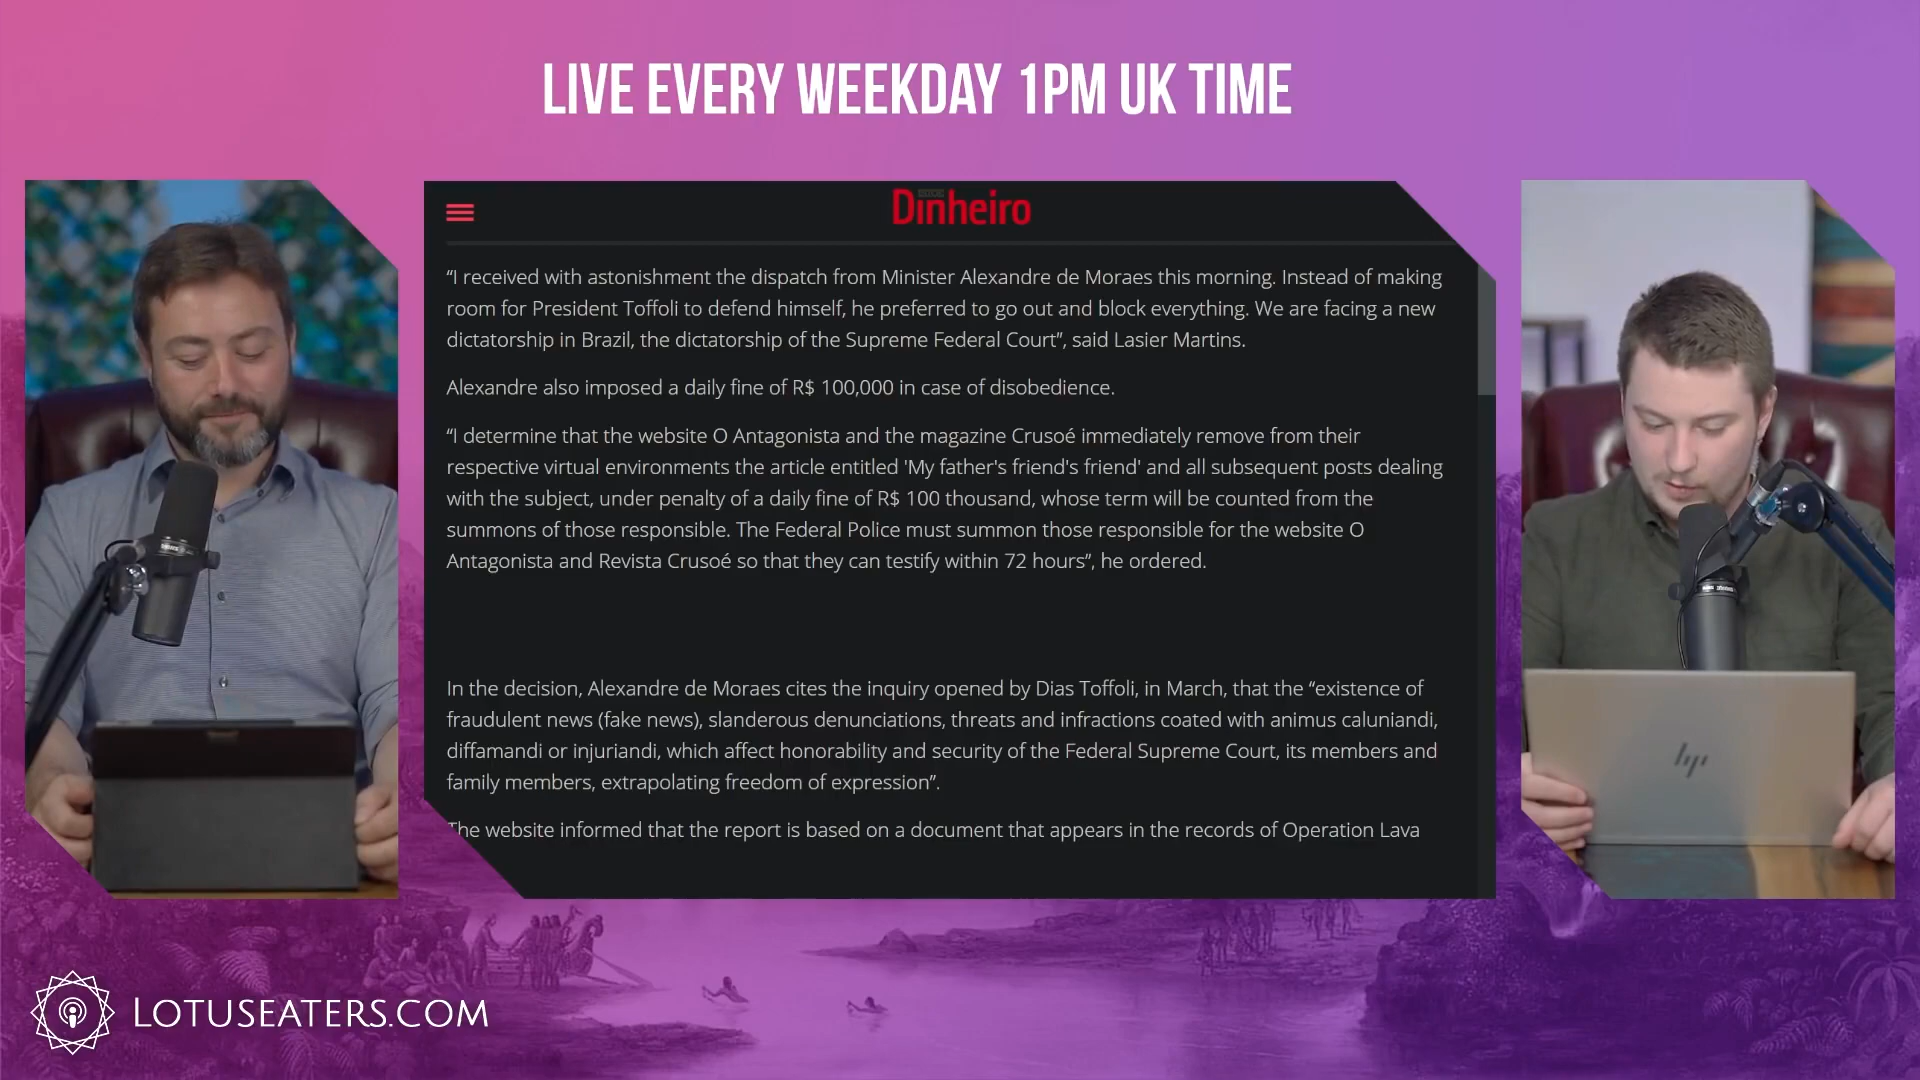 LIVE EVERY WEEKDAY 1PM UK TIME
Dinheiro
“I received with astonishment the dispatch from Minister Alexandre de Moraes this morning. Instead of making
room for President Toffoli to defend himself, he preferred to go out and block everything. We are facing a new
dictatorship in Brazil, the dictatorship of the Supreme Federal Court”, said Lasier Martins.
Alexandre also imposed a daily fine of R$ 100,000 in case of disobedience.
“I determine that the website O Antagonista and the magazine Crusoé immediately remove from their
respective virtual environments the article entitled 'My father's friend's friend' and all subsequent posts dealing
with the subject, under penalty of a daily fine of R$ 100 thousand, whose term will be counted from the
summons of those responsible. The Federal Police must summon those responsible for the website O
Antagonista and Revista Crusoé so that they can testify within 72 hours”, he ordered.
In the decision, Alexandre de Moraes cites the inquiry opened by Dias Toffoli, in March, that the “existence of
fraudulent news (fake news), slanderous denunciations, threats and infractions coated with animus caluniandi,
diffamandi or injuriandi, which affect honorability and security of the Federal Supreme Court, its members and
family members, extrapolating freedom of expression”.
The website informed that the report is based on a document that appears in the records of Operation Lava
hp
LOTUSEATERS.COM